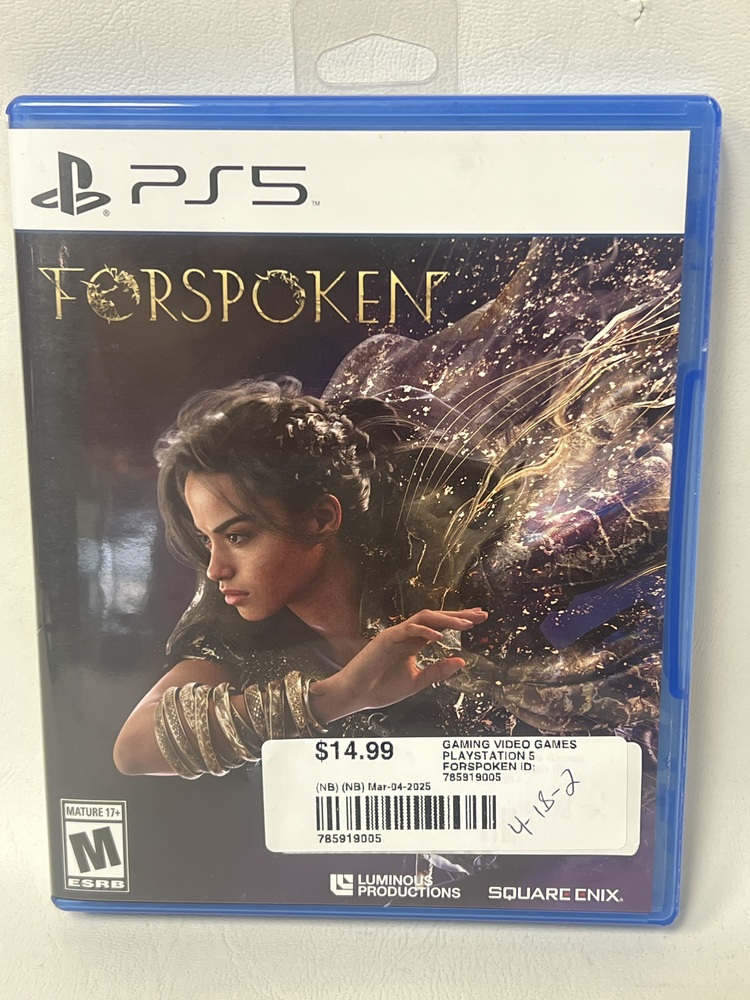 PS5
FORSPOKEN
$14.99
GAMING VIDEO GAMES
PLAYSTATION 5
FORSPOKEN ID:
785919005
(NB) (NB) Mar-04-2025
785919005
4-18-2
MATURE 17+
M
ESRB
LUMINOUS
PRODUCTIONS
SQUARE ENIX